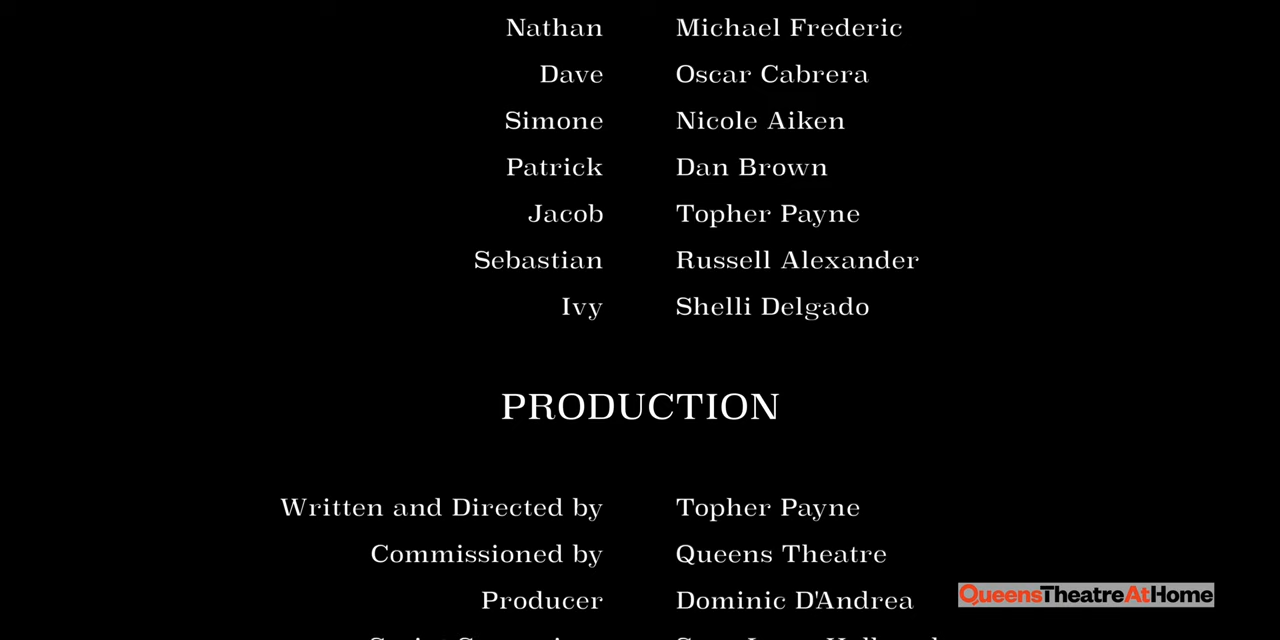 Nathan Michael Frederic
Dave Oscar Cabrera
Simone Nicole Aiken
Patrick Dan Brown
Jacob Topher Payne
Sebastian Russell Alexander
Ivy Shelli Delgado
PRODUCTION
Written and Directed by Topher Payne
Commissioned by Queens Theatre
Producer Dominic D'Andrea
QueensTheatreAtHome